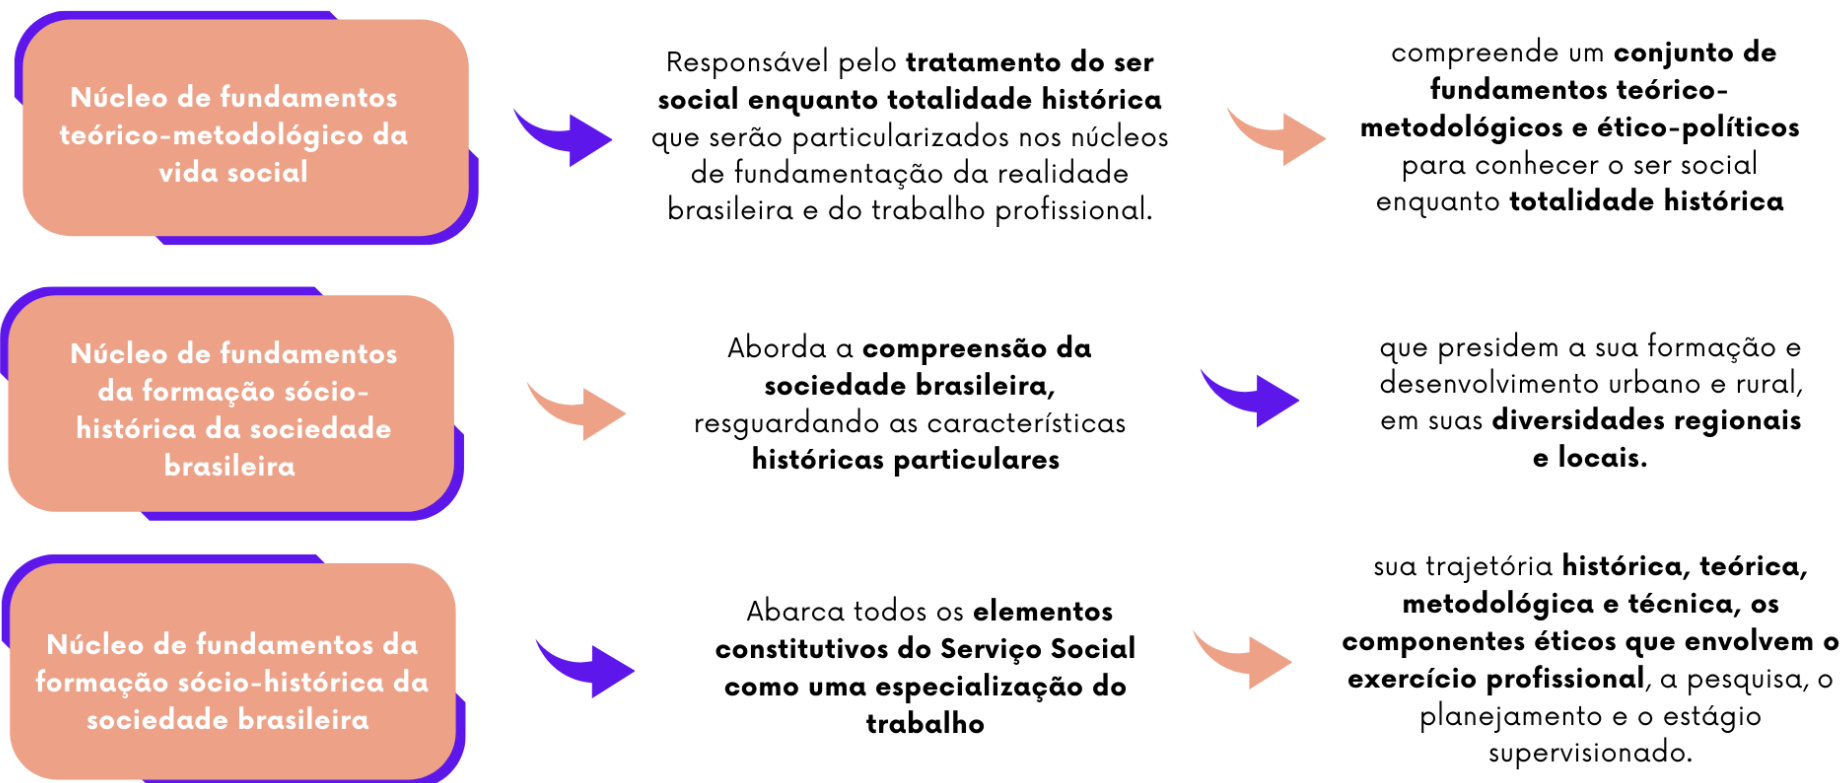 Núcleo de fundamentos
teórico-metodológico da
vida social
Responsável pelo tratamento do ser
social enquanto totalidade histórica
que serão particularizados nos núcleos
de fundamentação da realidade
brasileira e do trabalho profissional.
compreende um conjunto de
fundamentos teórico-
metodológicos e ético-políticos
para conhecer o ser social
enquanto totalidade histórica
Núcleo de fundamentos
da formação sócio-
histórica da sociedade
brasileira
Aborda a compreensão da
sociedade brasileira,
resguardando as características
históricas particulares
que presidem a sua formação e
desenvolvimento urbano e rural,
em suas diversidades regionais
e locais.
Núcleo de fundamentos da
formação sócio-histórica da
sociedade brasileira
Abarca todos os elementos
constitutivos do Serviço Social
como uma especialização do
trabalho
sua trajetória histórica, teórica,
metodológica e técnica, os
componentes éticos que envolvem o
exercício profissional, a pesquisa, o
planejamento e o estágio
supervisionado.